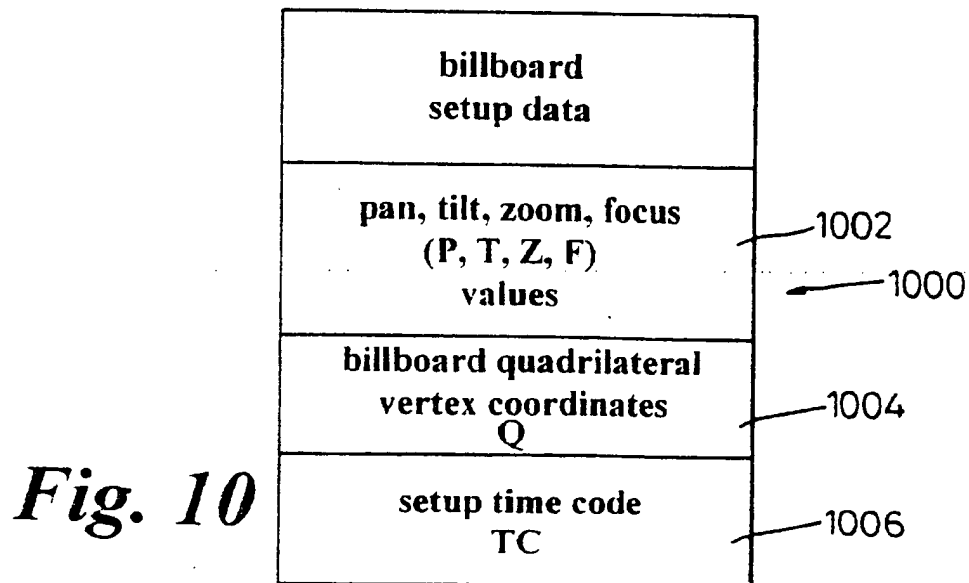 billboard
setup data
pan, tilt, zoom, focus
(P, T, Z, F)
values
1002
1000
billboard quadrilateral
vertex coordinates
Q
1004
setup time code
TC
1006
Fig. 10